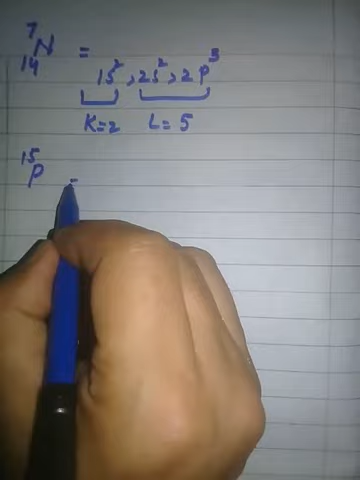 7
14 N = 1s², 2s², 2p³
K=2 L=5
15
P =